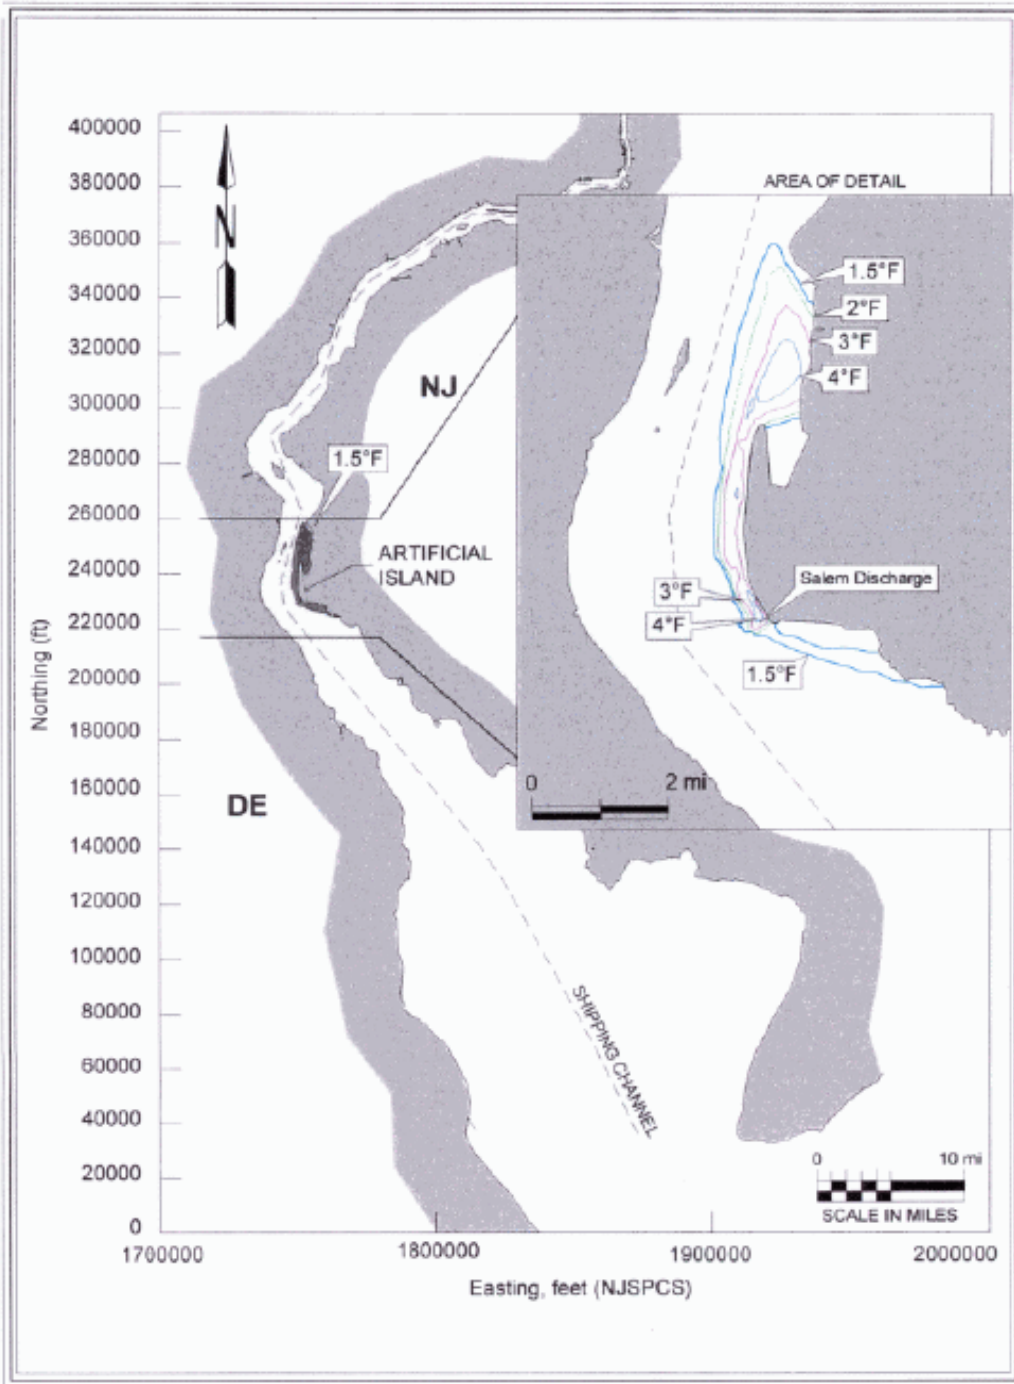 400000
380000
360000
340000
320000
300000
280000
260000
240000
220000
200000
180000
160000
140000
120000
100000
80000
60000
40000
20000
0
Northing (ft)
1700000
1800000
1900000
2000000
Easting, feet (NJSPCS)
N
NJ
1.5°F
ARTIFICIAL
ISLAND
DE
SHIPPING CHANNEL
AREA OF DETAIL
1.5°F
2°F
3°F
4°F
Salem Discharge
3°F
4°F
1.5°F
0 2 mi
0 10 mi
SCALE IN MILES